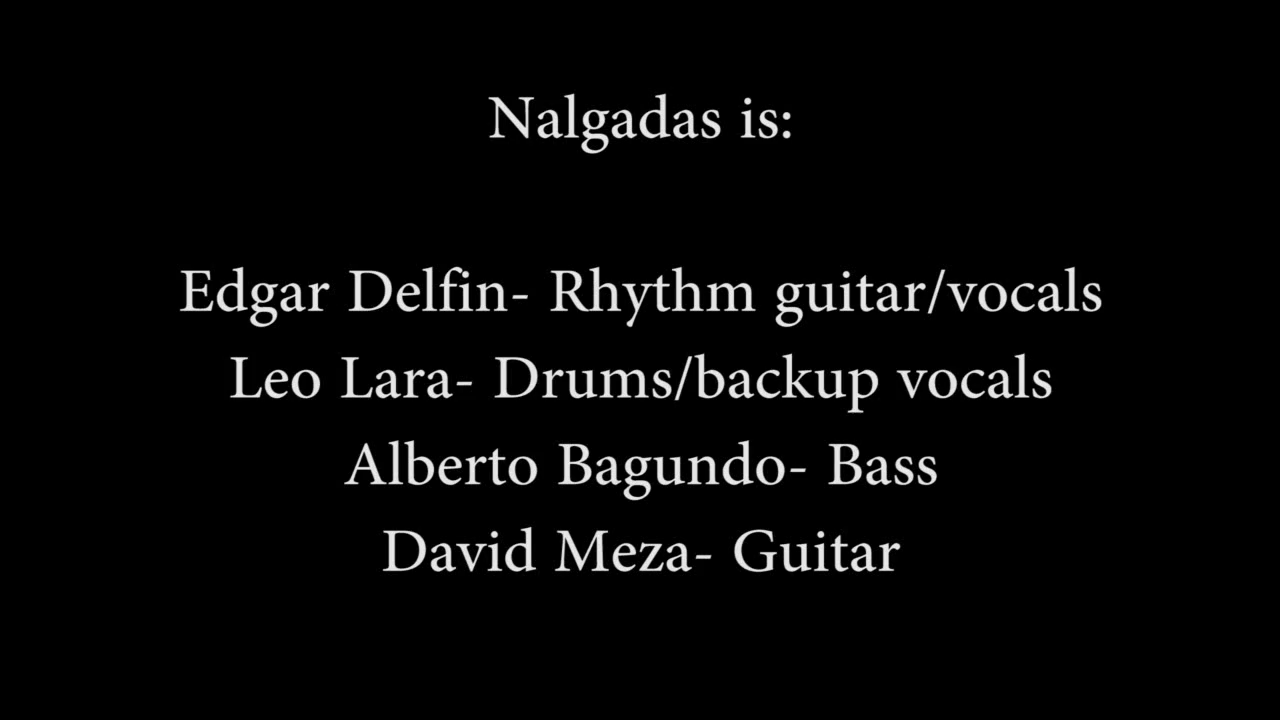 Nalgadas is:
Edgar Delfin- Rhythm guitar/vocals
Leo Lara- Drums/backup vocals
Alberto Bagundo- Bass
David Meza- Guitar